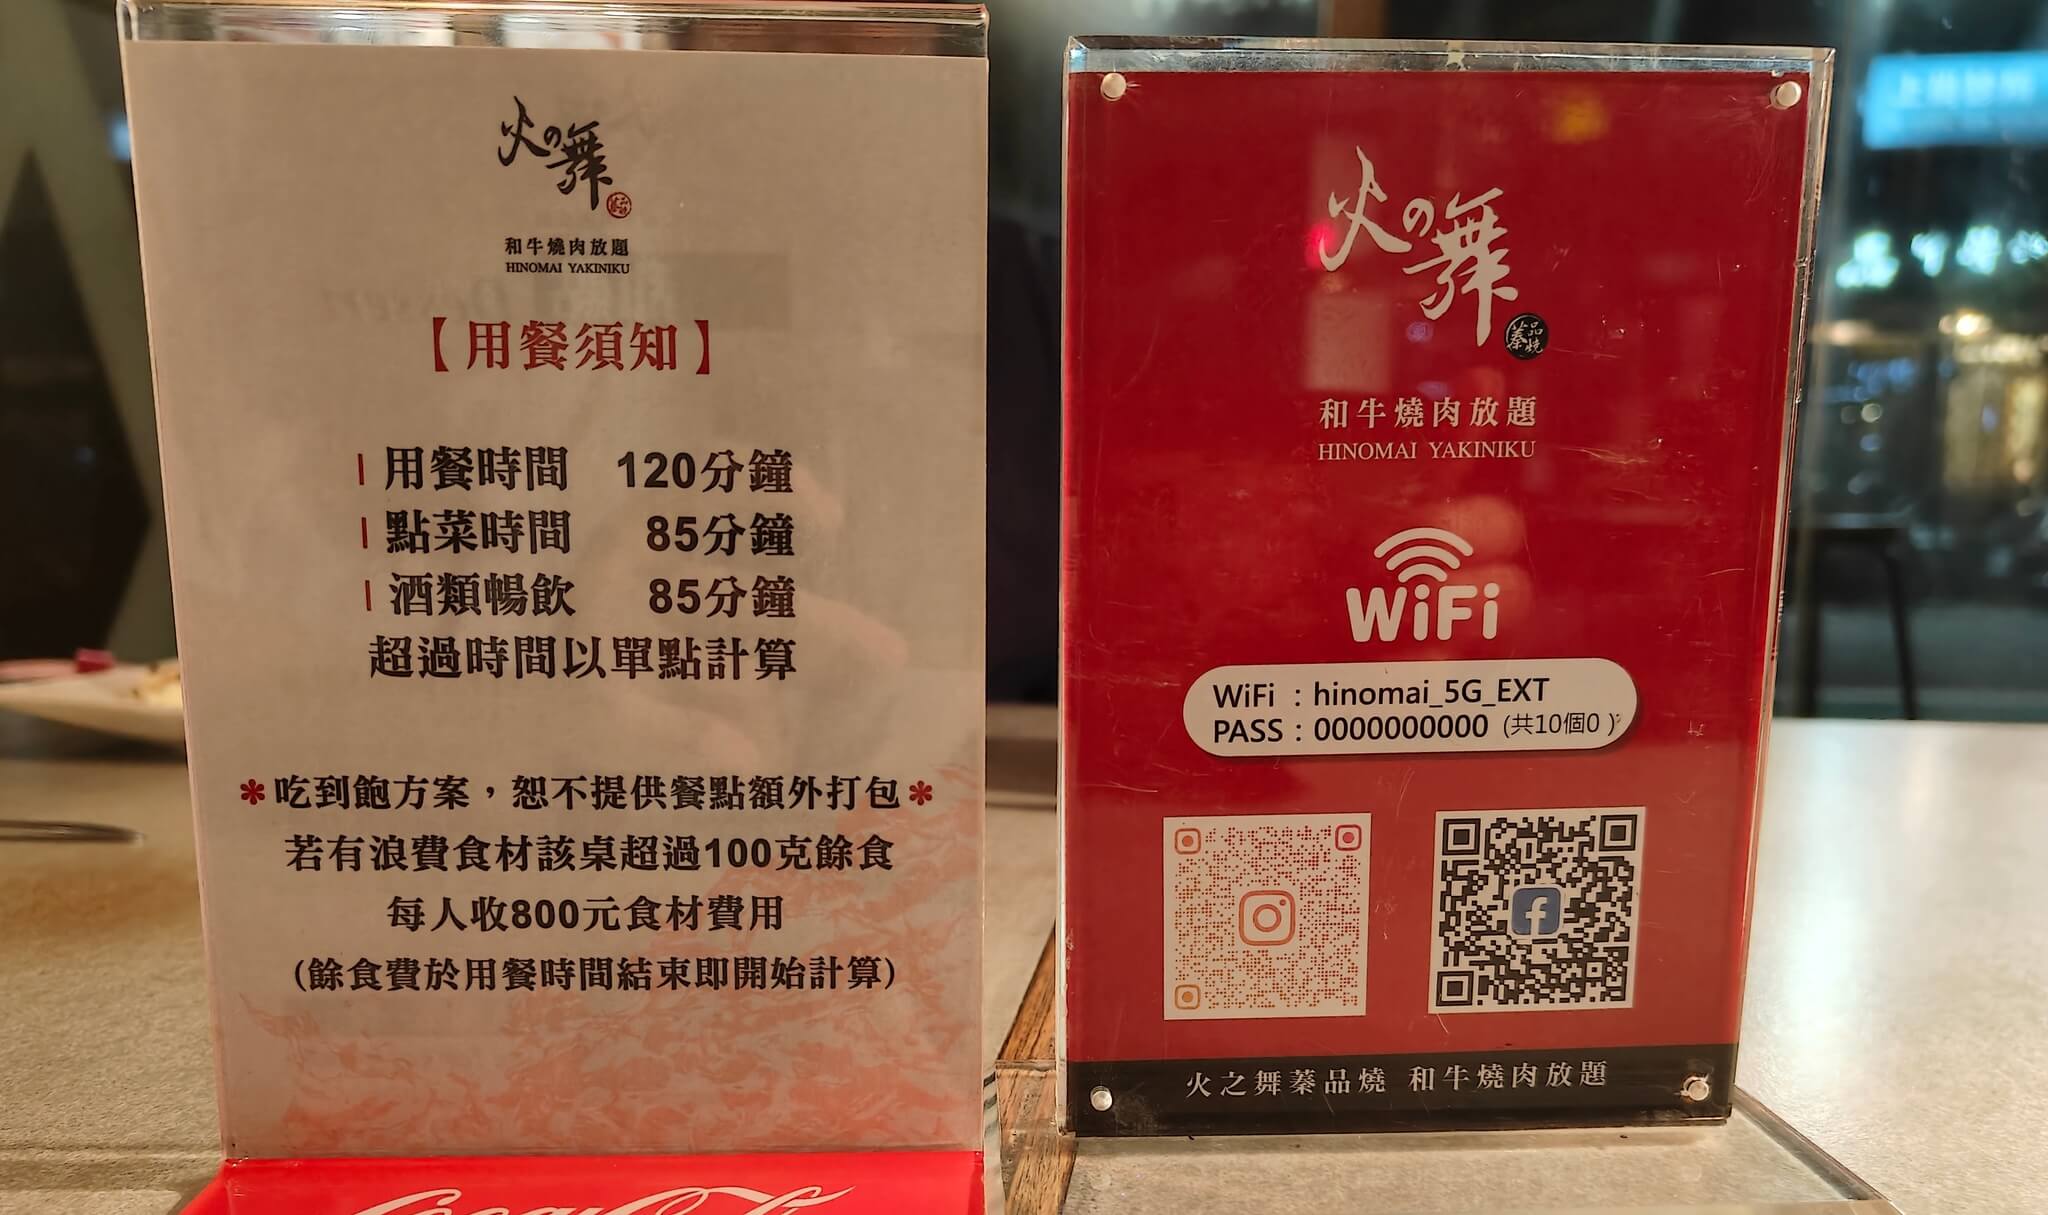 火の舞
和牛燒肉放題
HINOMAI YAKINIKU
【用餐須知】
用餐時間 120分鐘
點菜時間 85分鐘
酒類暢飲 85分鐘
超過時間以單點計算
*吃到飽方案，恕不提供餐點額外打包*
若有浪費食材該桌超過100克餘食
每人收800元食材費用
(餘食費於用餐時間結束即開始計算)
Coca-Cola
火の舞
蓁品燒
和牛燒肉放題
HINOMAI YAKINIKU
WiFi
WiFi : hinomai_5G_EXT
PASS : 0000000000 (共10個0 )
火之舞蓁品燒 和牛燒肉放題